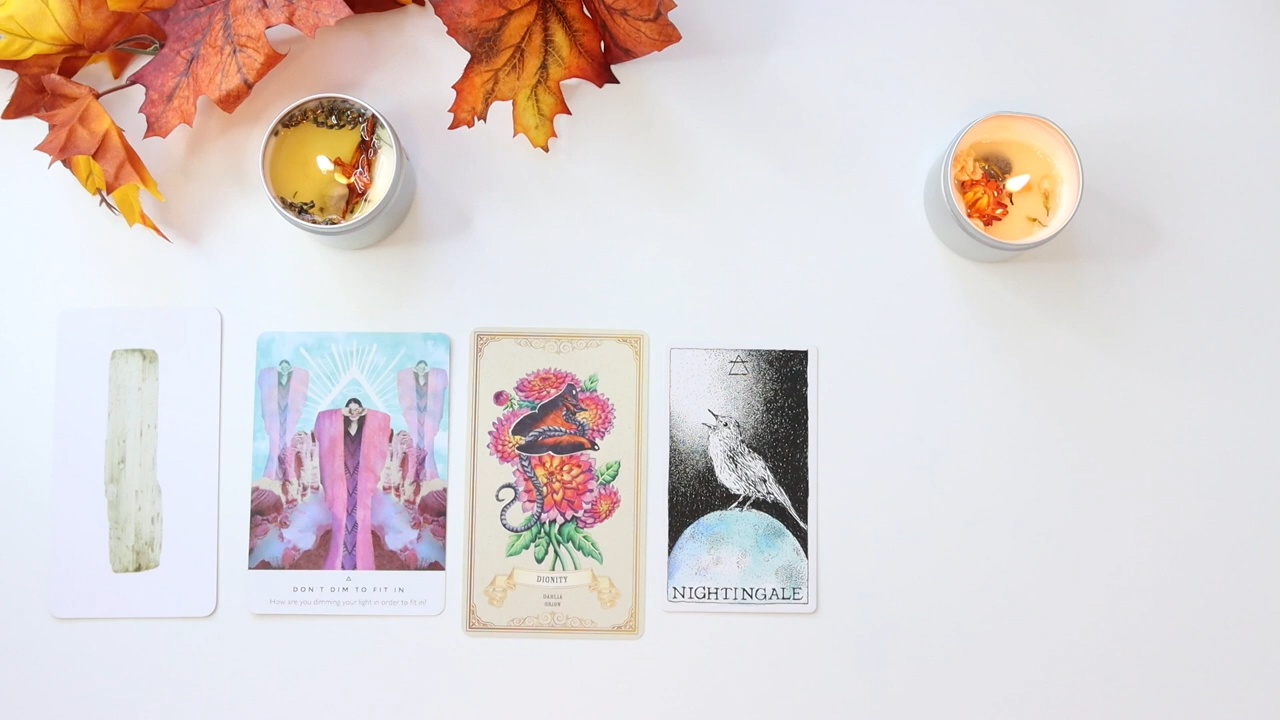 DON'T DIM TO FIT IN
How are you dimming your light in order to fit in?
DIGNITY
DAHLIA
ORION
NIGHTINGALE